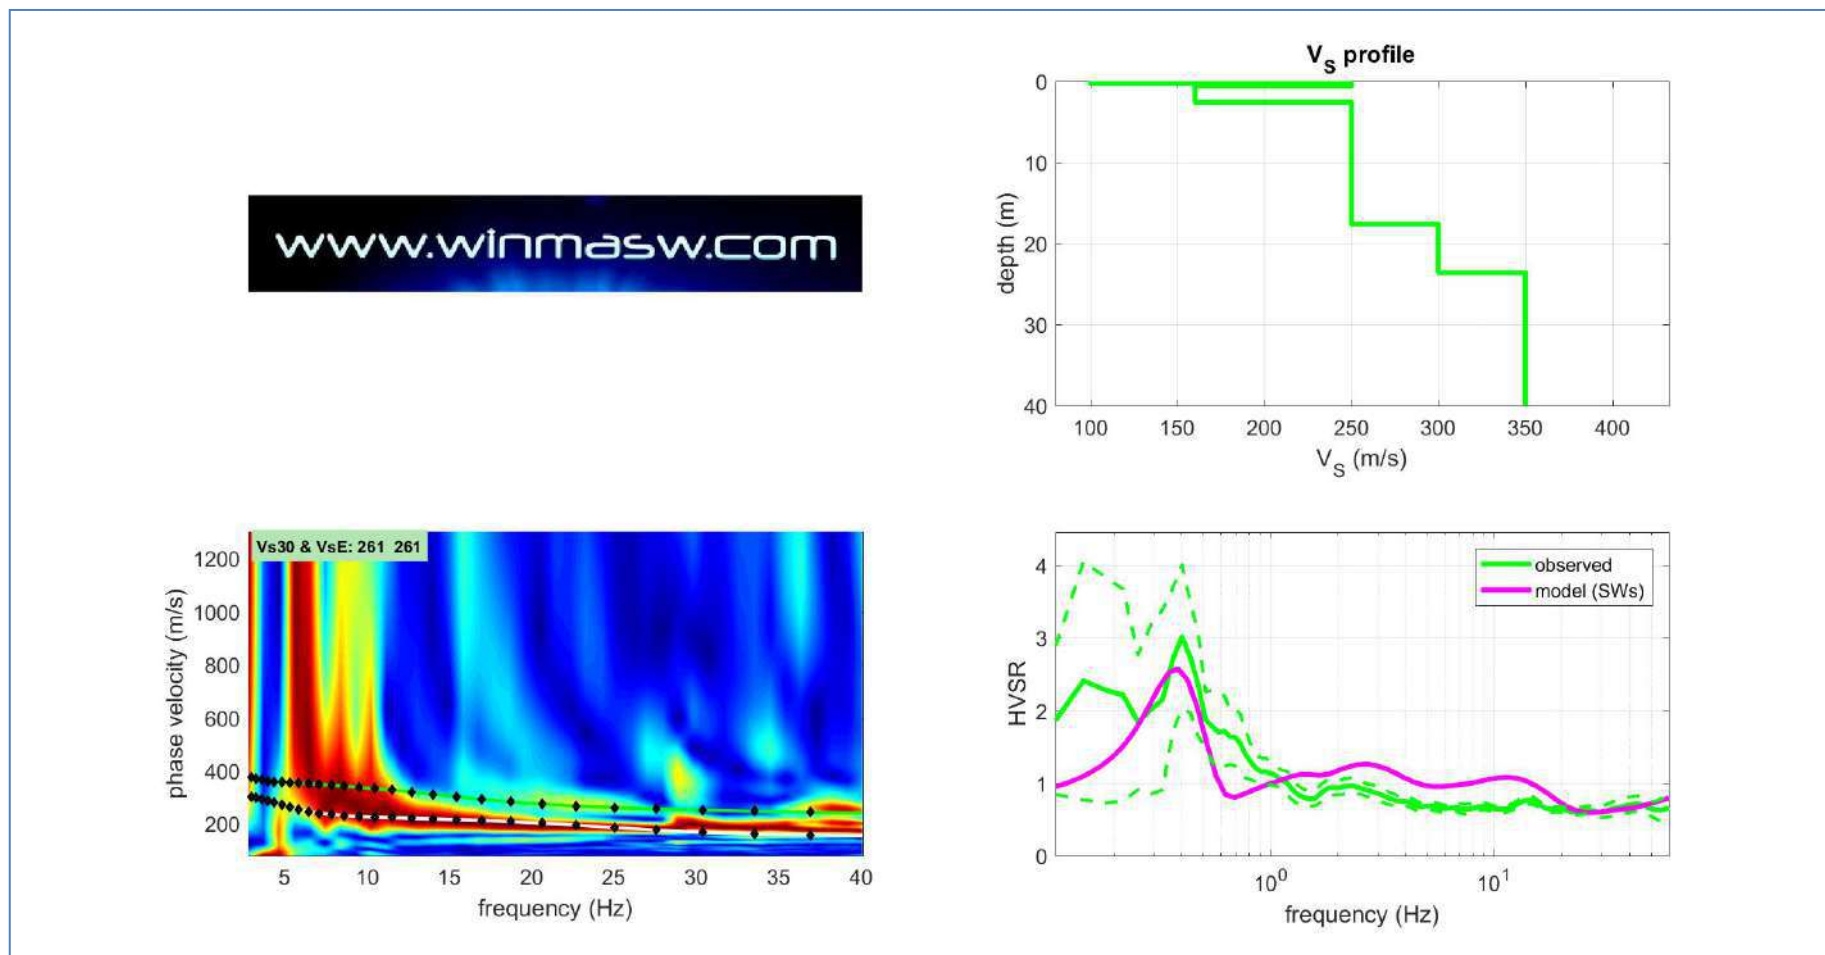 www.winmasw.com
V_S profile
0
10
20
30
40
depth (m)
100 150 200 250 300 350 400
V_S (m/s)
Vs30 & VsE: 261 261
1200
1000
800
600
400
200
phase velocity (m/s)
5 10 15 20 25 30 35 40
frequency (Hz)
observed
model (SWs)
4
3
2
1
0
HVSR
10^0 10^1
frequency (Hz)